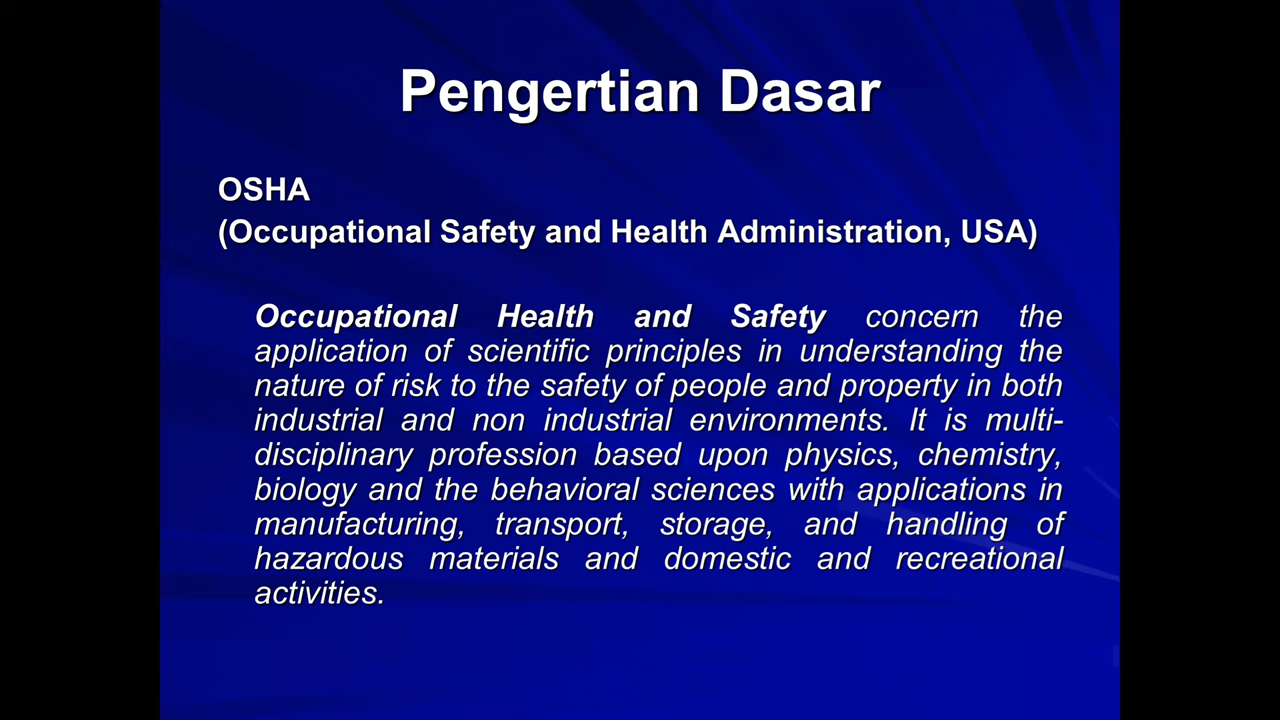 Pengertian Dasar
OSHA
(Occupational Safety and Health Administration, USA)
Occupational Health and Safety concern the
application of scientific principles in understanding the
nature of risk to the safety of people and property in both
industrial and non industrial environments. It is multi-
disciplinary profession based upon physics, chemistry,
biology and the behavioral sciences with applications in
manufacturing, transport, storage, and handling of
hazardous materials and domestic and recreational
activities.